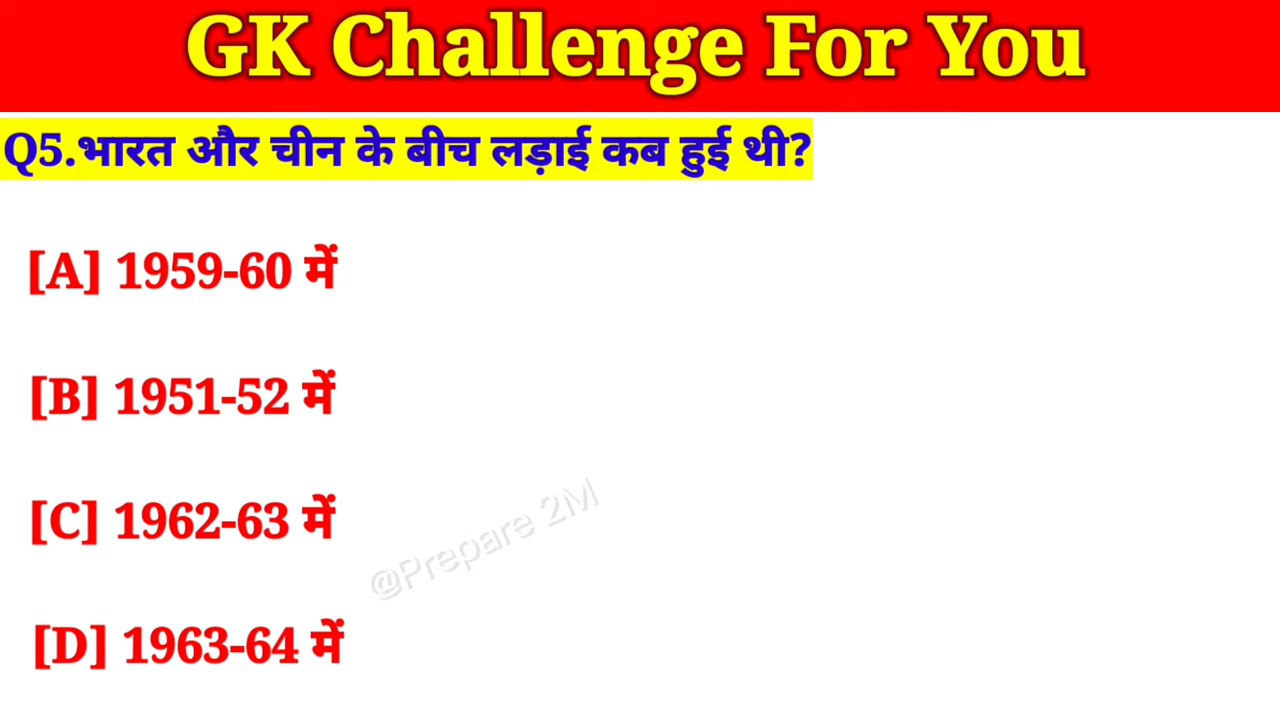 GK Challenge For You
Q5.भारत और चीन के बीच लड़ाई कब हुई थी?
[A] 1959-60 में
[B] 1951-52 में
[C] 1962-63 में
@Prepare 2M
[D] 1963-64 में